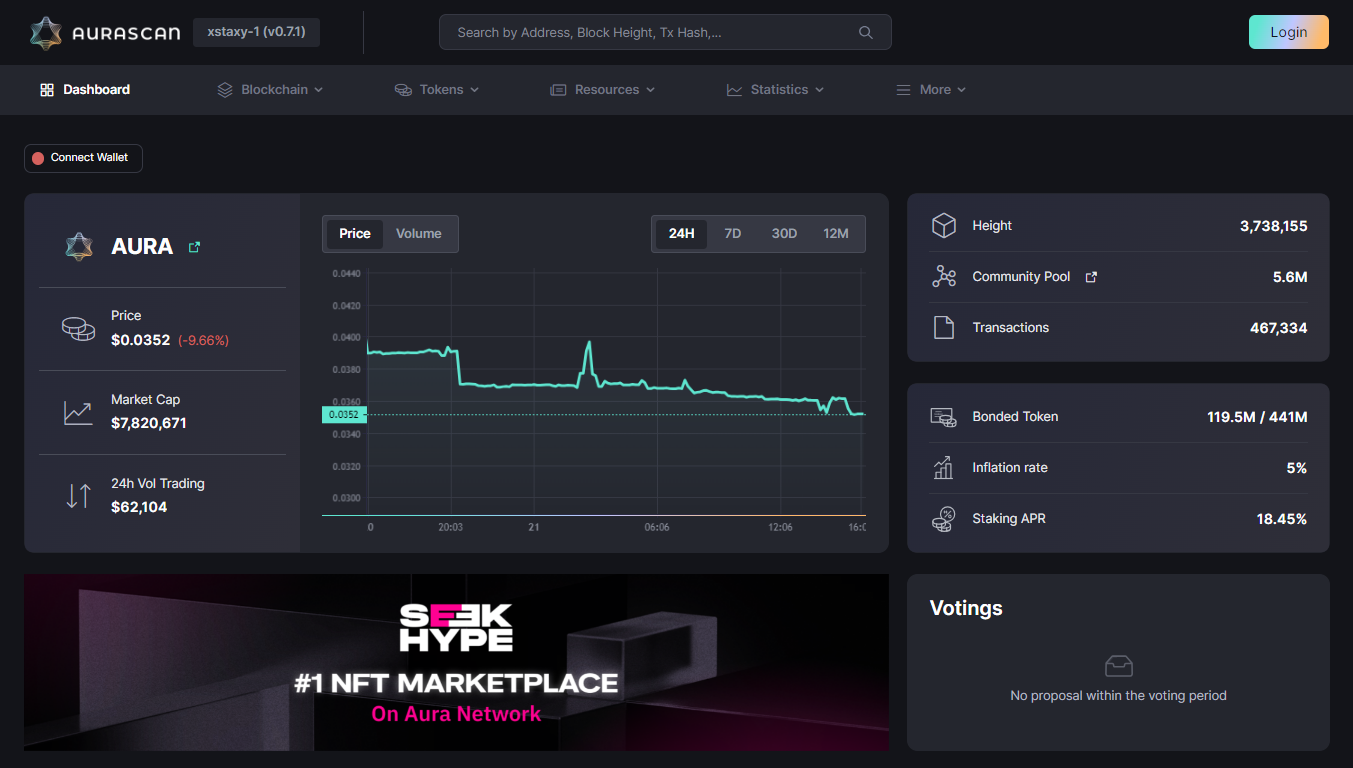 AURASCAN
xstaxy-1 (v0.7.1)
Search by Address, Block Height, Tx Hash,...
Login
Dashboard
Blockchain
Tokens
Resources
Statistics
More
Connect Wallet
AURA
Price
$0.0352 (-9.66%)
Market Cap
$7,820,671
24h Vol Trading
$62,104
Price
Volume
24H
7D
30D
12M
0.0440
0.0420
0.0400
0.0380
0.0360
0.0352
0.0340
0.0320
0.0300
0
20:03
21
06:06
12:06
16:0
Height
3,738,155
Community Pool
5.6M
Transactions
467,334
Bonded Token
119.5M / 441M
Inflation rate
5%
Staking APR
18.45%
SEEK
HYPE
#1 NFT MARKETPLACE
On Aura Network
Votings
No proposal within the voting period